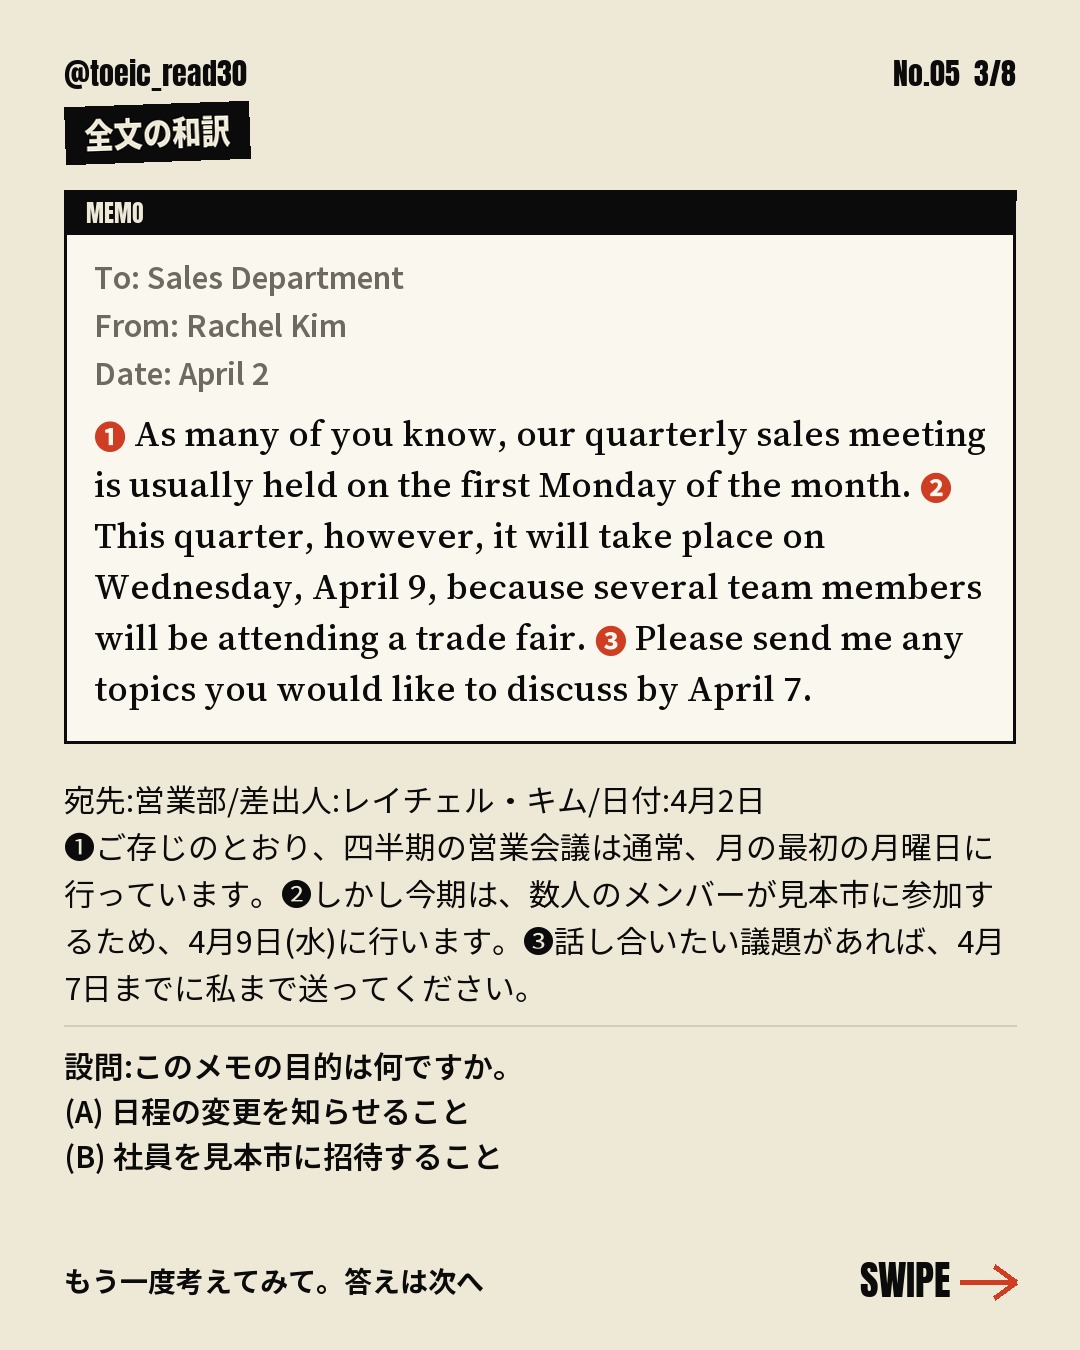 @toeic_read30
No.05 3/8
全文の和訳
MEMO
To: Sales Department
From: Rachel Kim
Date: April 2
❶ As many of you know, our quarterly sales meeting
is usually held on the first Monday of the month. ❷
This quarter, however, it will take place on
Wednesday, April 9, because several team members
will be attending a trade fair. ❸ Please send me any
topics you would like to discuss by April 7.
宛先:営業部/差出人:レイチェル・キム/日付:4月2日
❶ご存じのとおり、四半期の営業会議は通常、月の最初の月曜日に
行っています。❷しかし今期は、数人のメンバーが見本市に参加す
るため、4月9日(水)に行います。❸話し合いたい議題があれば、4月
7日までに私まで送ってください。
設問:このメモの目的は何ですか。
(A) 日程の変更を知らせること
(B) 社員を見本市に招待すること
もう一度考えてみて。答えは次へ
SWIPE